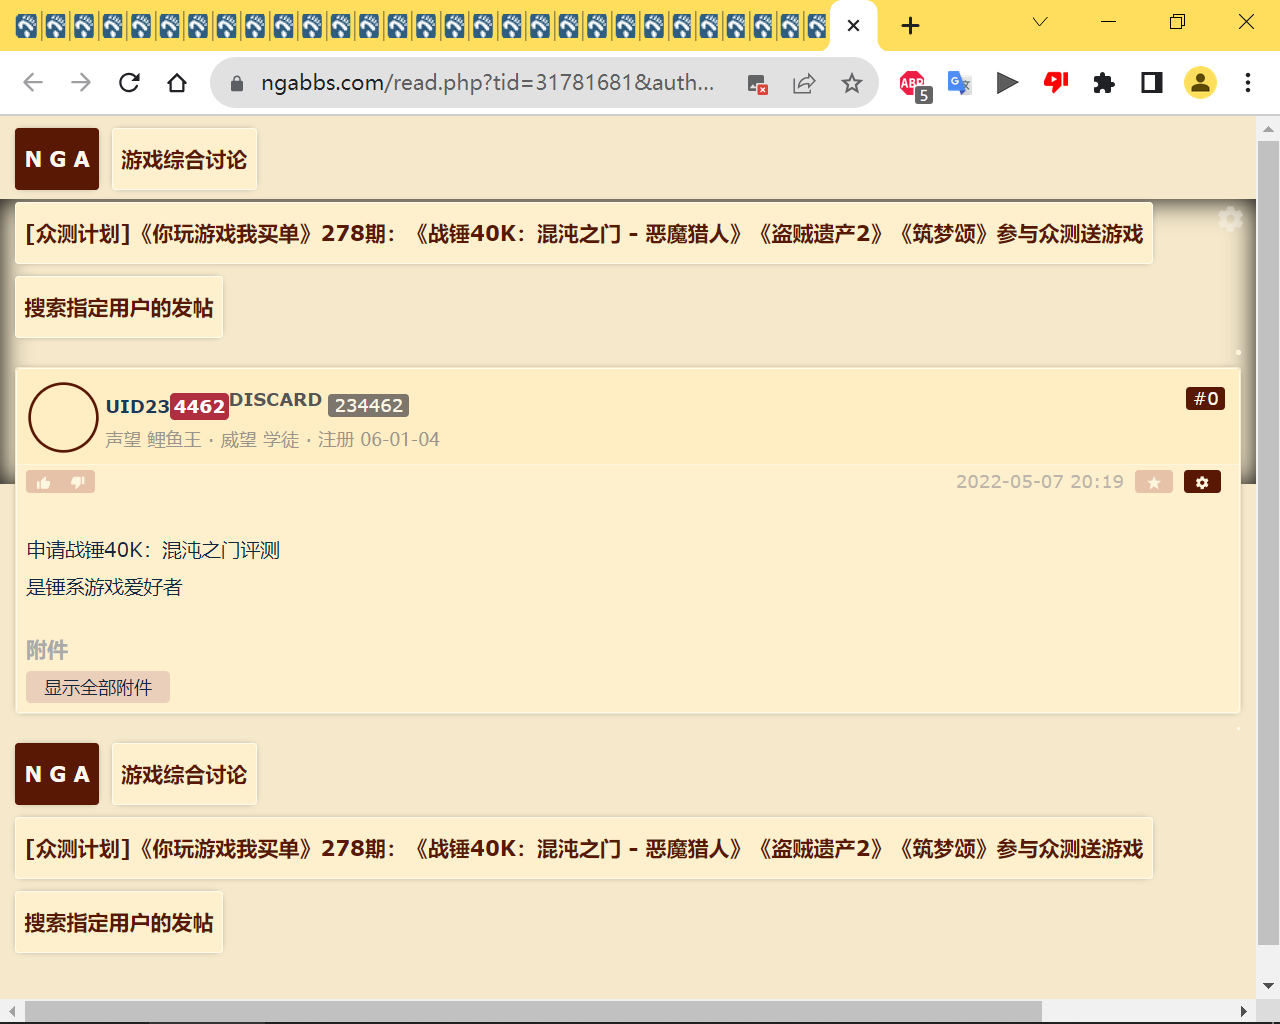 ngabbs.com/read.php?tid=31781681&auth...
ABP
5
N G A 游戏综合讨论
[众测计划]《你玩游戏我买单》278期：《战锤40K：混沌之门 - 恶魔猎人》《盗贼遗产2》《筑梦颂》参与众测送游戏
搜索指定用户的发帖
UID234462DISCARD 234462 #0
声望 鲤鱼王 · 威望 学徒 · 注册 06-01-04
2022-05-07 20:19
申请战锤40K：混沌之门评测
是锤系游戏爱好者
附件
显示全部附件
N G A 游戏综合讨论
[众测计划]《你玩游戏我买单》278期：《战锤40K：混沌之门 - 恶魔猎人》《盗贼遗产2》《筑梦颂》参与众测送游戏
搜索指定用户的发帖